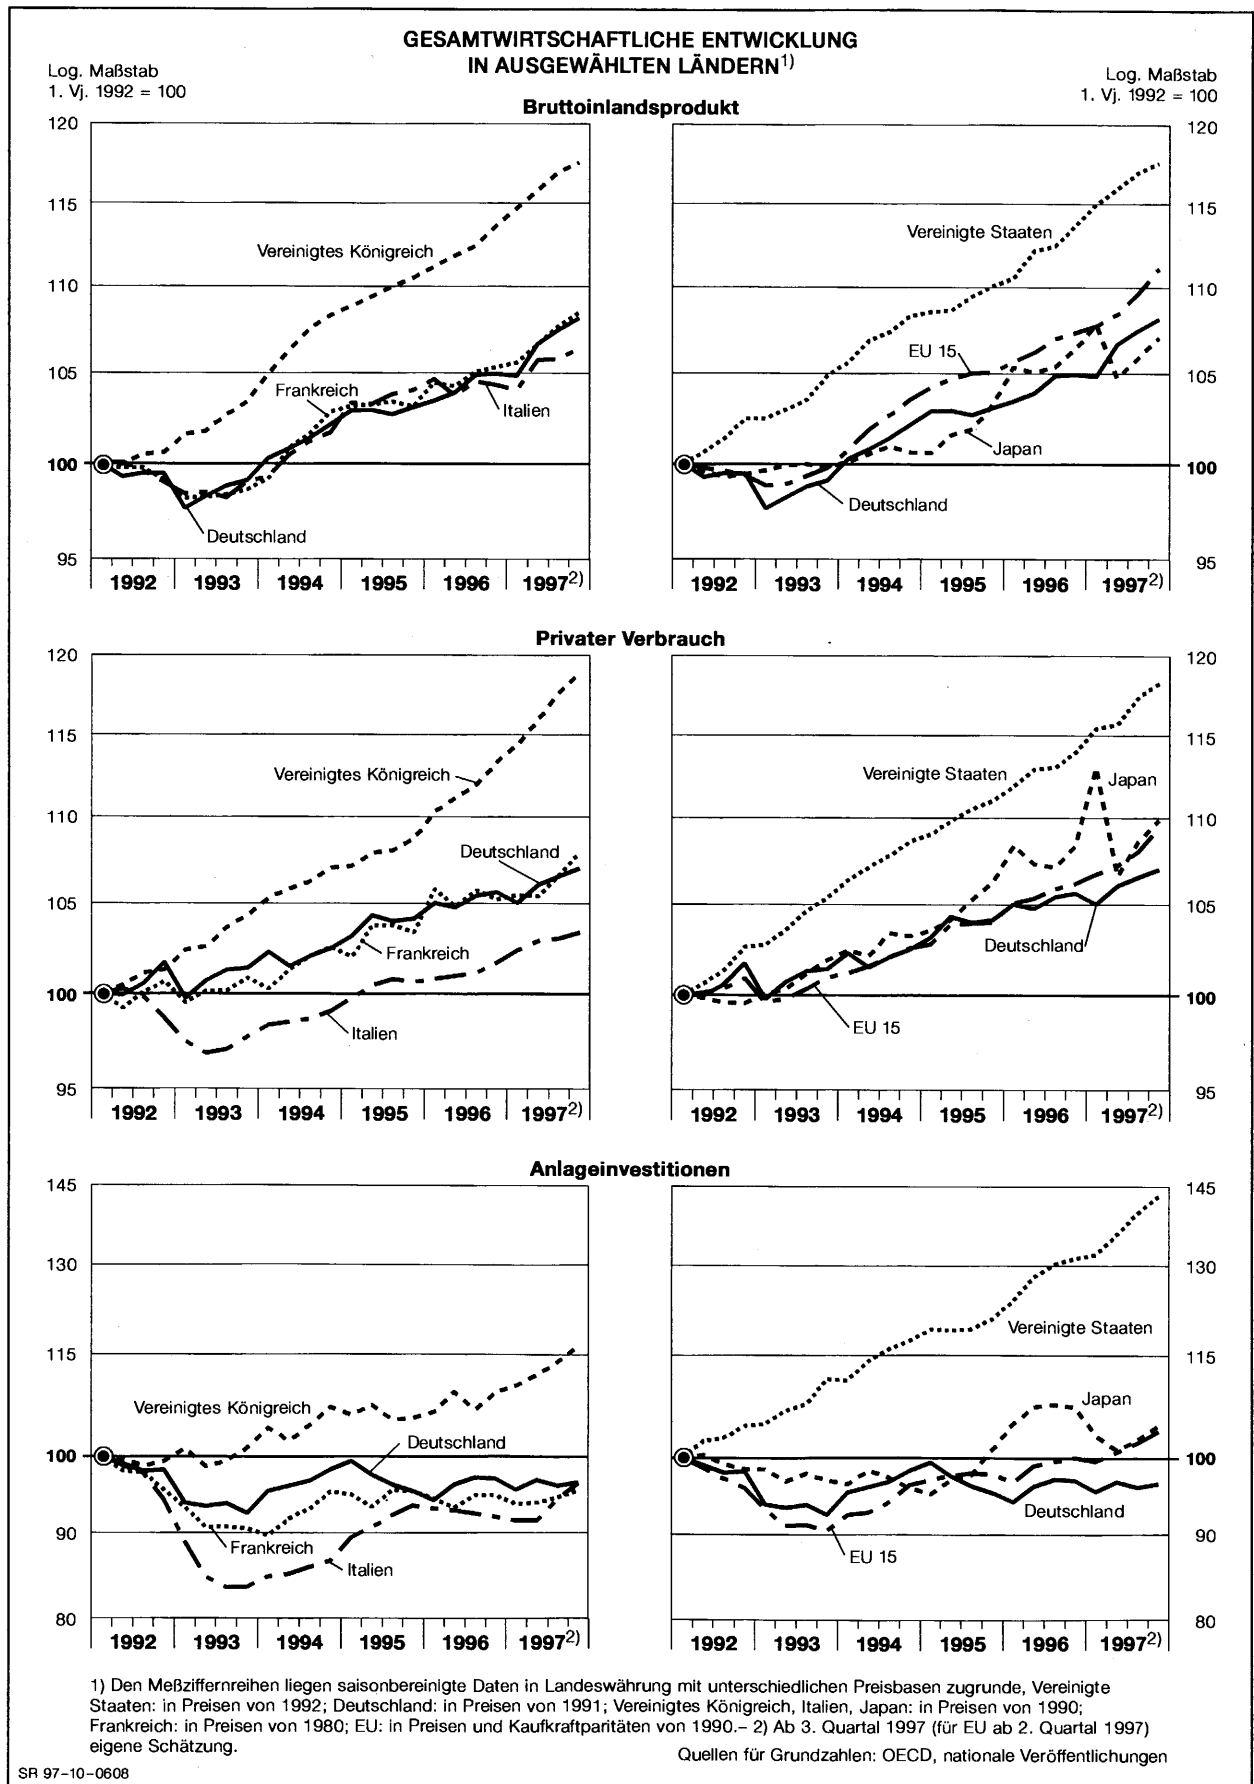 GESAMTWIRTSCHAFTLICHE ENTWICKLUNG
IN AUSGEWÄHLTEN LÄNDERN1)
Log. Maßstab
1. Vj. 1992 = 100
Log. Maßstab
1. Vj. 1992 = 100
Bruttoinlandsprodukt
120
115
110
105
100
95
Vereinigtes Königreich
Frankreich
Italien
Deutschland
1992 1993 1994 1995 1996 19972)
Vereinigte Staaten
EU 15
Japan
Deutschland
120
115
110
105
100
95
1992 1993 1994 1995 1996 19972)
Privater Verbrauch
120
115
110
105
100
95
Vereinigtes Königreich
Deutschland
Frankreich
Italien
1992 1993 1994 1995 1996 19972)
Vereinigte Staaten
Japan
Deutschland
EU 15
120
115
110
105
100
95
1992 1993 1994 1995 1996 19972)
Anlageinvestitionen
145
130
115
100
90
80
Vereinigtes Königreich
Deutschland
Frankreich
Italien
1992 1993 1994 1995 1996 19972)
Vereinigte Staaten
Japan
Deutschland
EU 15
145
130
115
100
90
80
1992 1993 1994 1995 1996 19972)
1) Den Meßziffernreihen liegen saisonbereinigte Daten in Landeswährung mit unterschiedlichen Preisbasen zugrunde, Vereinigte
Staaten: in Preisen von 1992; Deutschland: in Preisen von 1991; Vereinigtes Königreich, Italien, Japan: in Preisen von 1990;
Frankreich: in Preisen von 1980; EU: in Preisen und Kaufkraftparitäten von 1990.– 2) Ab 3. Quartal 1997 (für EU ab 2. Quartal 1997)
eigene Schätzung.
Quellen für Grundzahlen: OECD, nationale Veröffentlichungen
SR 97-10-0608